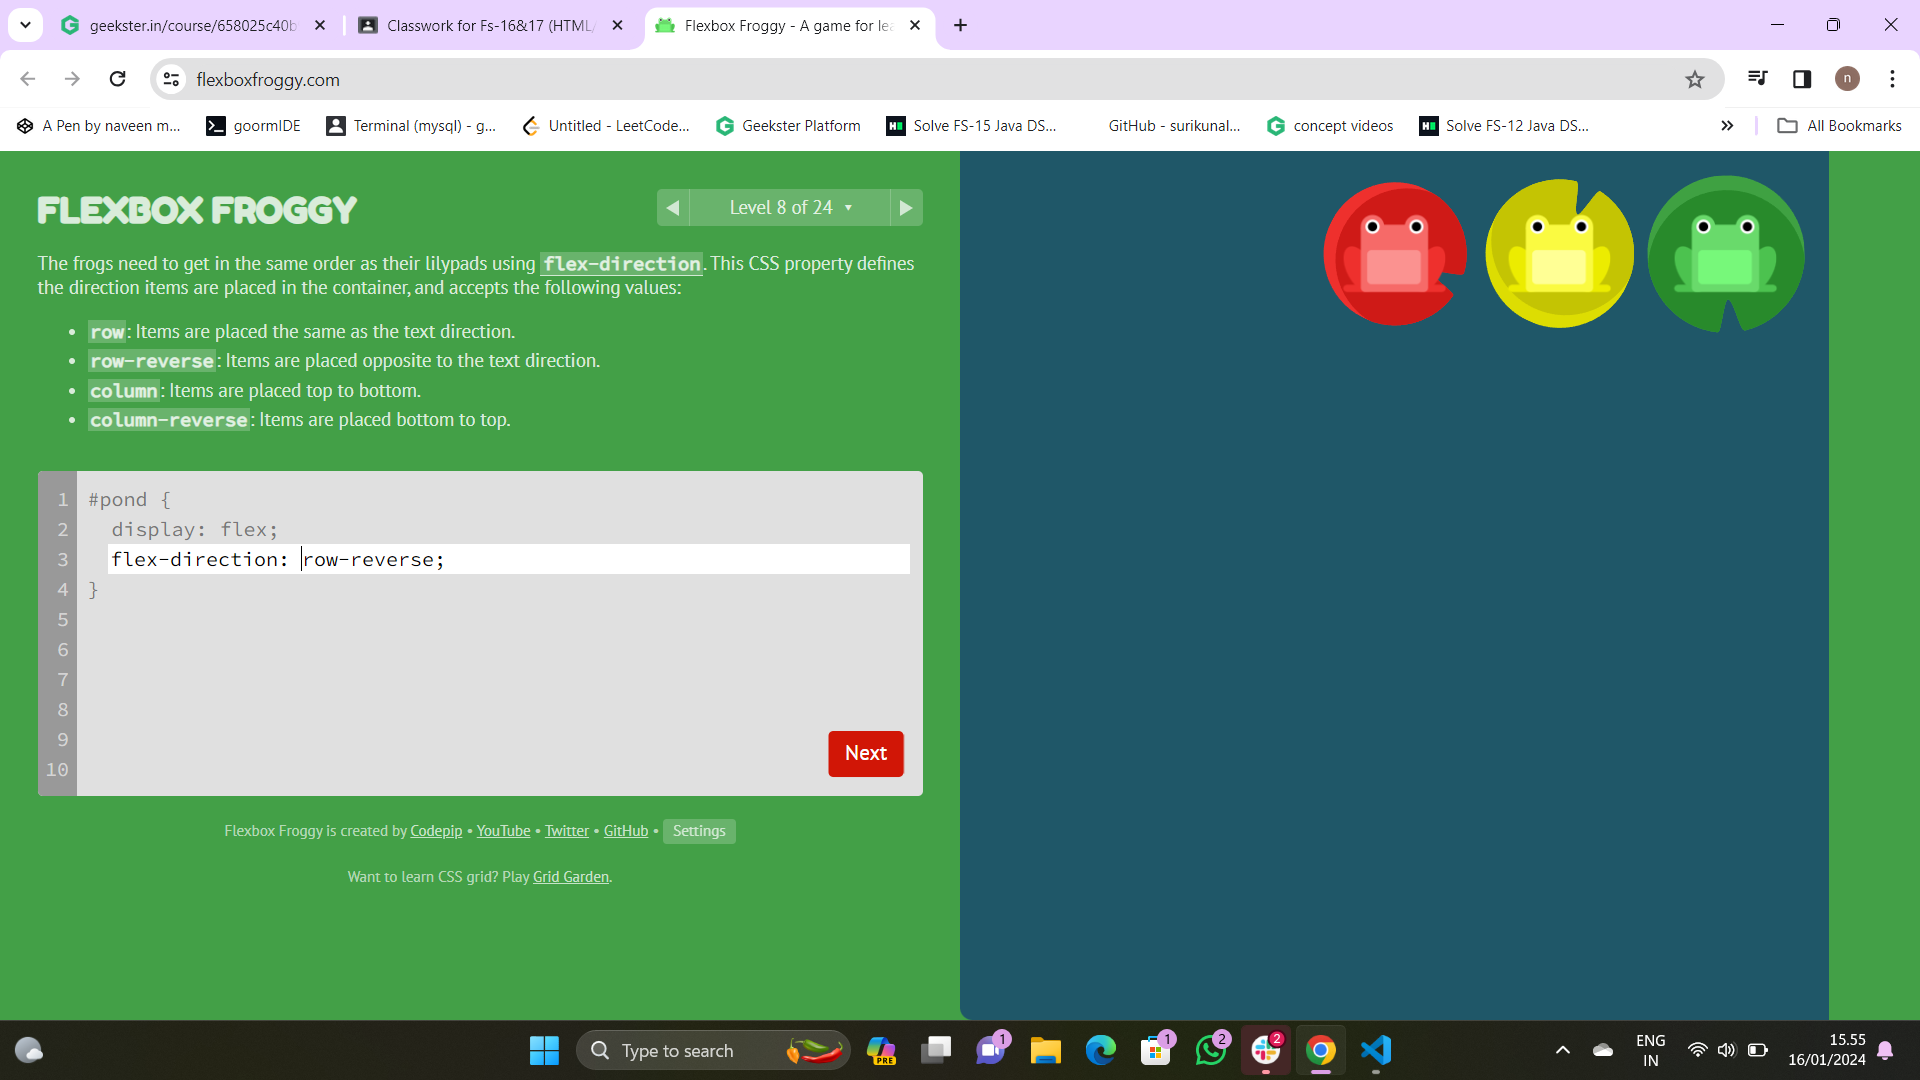 geekster.in/course/658025c40b
Classwork for Fs-16&17 (HTML/
Flexbox Froggy - A game for lea
flexboxfroggy.com
n
A Pen by naveen m...
goormIDE
Terminal (mysql) - g...
Untitled - LeetCode...
Geekster Platform
Solve FS-15 Java DS...
GitHub - surikunal...
concept videos
Solve FS-12 Java DS...
All Bookmarks
FLEXBOX FROGGY
Level 8 of 24
The frogs need to get in the same order as their lilypads using flex-direction. This CSS property defines
the direction items are placed in the container, and accepts the following values:
• row: Items are placed the same as the text direction.
• row-reverse: Items are placed opposite to the text direction.
• column: Items are placed top to bottom.
• column-reverse: Items are placed bottom to top.
1 #pond {
2 display: flex;
3 flex-direction: row-reverse;
4 }
5
6
7
8
9
10
Next
Flexbox Froggy is created by Codepip • YouTube • Twitter • GitHub • Settings
Want to learn CSS grid? Play Grid Garden.
Type to search
PRE
1
1
2
2
ENG
IN
15.55
16/01/2024